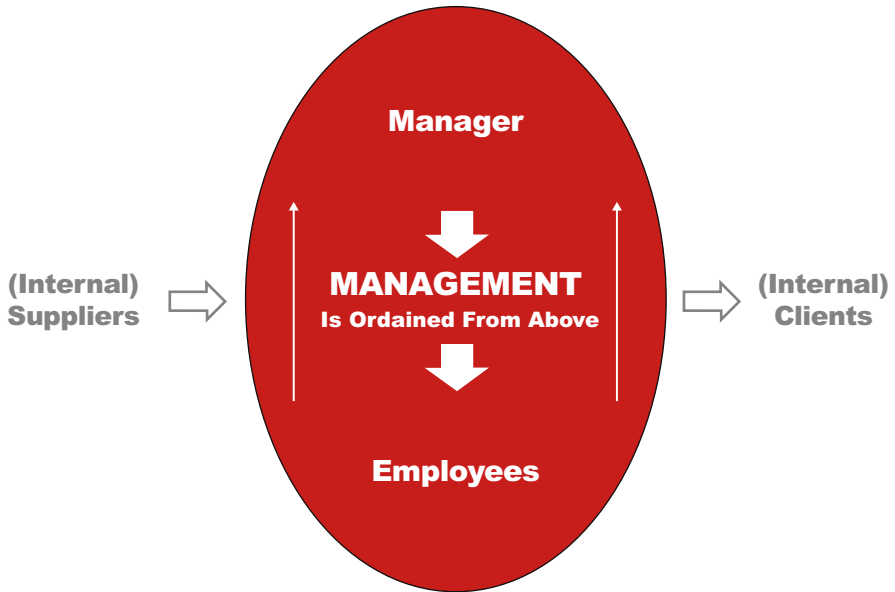 Manager
(Internal)
Suppliers
MANAGEMENT
Is Ordained From Above
(Internal)
Clients
Employees